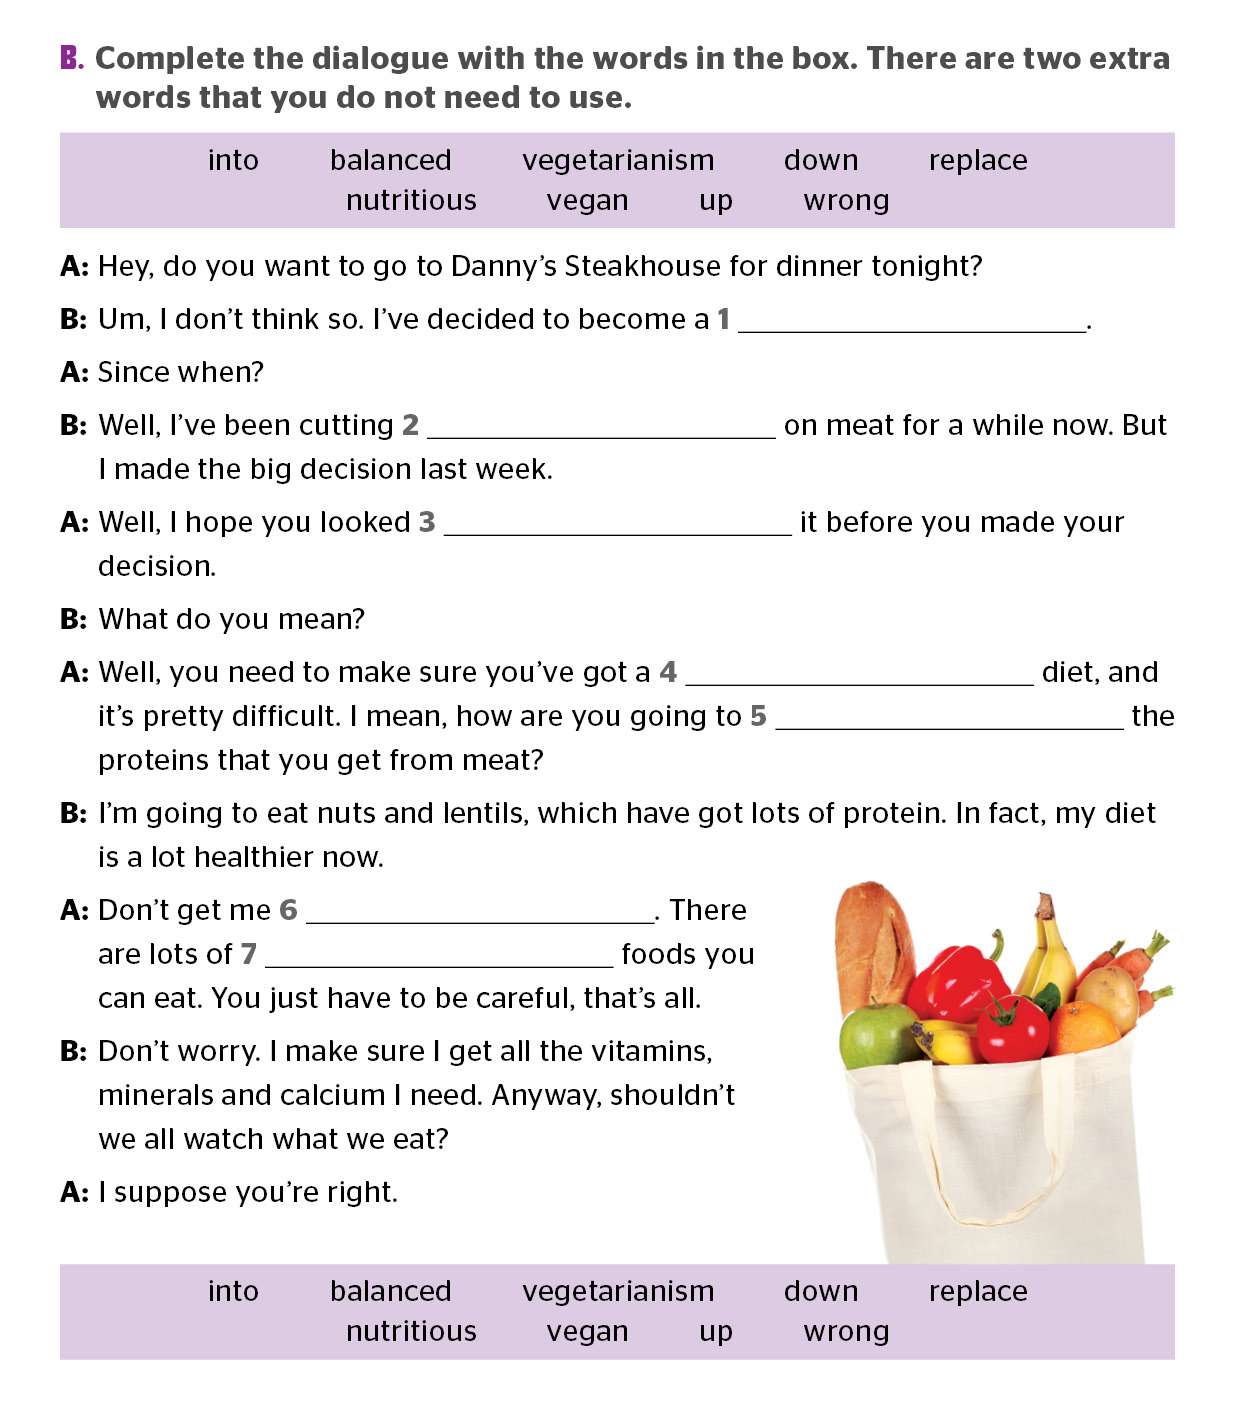 B. Complete the dialogue with the words in the box. There are two extra
words that you do not need to use.
into balanced vegetarianism down replace
nutritious vegan up wrong
A: Hey, do you want to go to Danny's Steakhouse for dinner tonight?
B: Um, I don't think so. I've decided to become a 1 ______________________.
A: Since when?
B: Well, I've been cutting 2 ______________________ on meat for a while now. But
I made the big decision last week.
A: Well, I hope you looked 3 ______________________ it before you made your
decision.
B: What do you mean?
A: Well, you need to make sure you've got a 4 ______________________ diet, and
it's pretty difficult. I mean, how are you going to 5 ______________________ the
proteins that you get from meat?
B: I'm going to eat nuts and lentils, which have got lots of protein. In fact, my diet
is a lot healthier now.
A: Don't get me 6 ______________________. There
are lots of 7 ______________________ foods you
can eat. You just have to be careful, that's all.
B: Don't worry. I make sure I get all the vitamins,
minerals and calcium I need. Anyway, shouldn't
we all watch what we eat?
A: I suppose you're right.
into balanced vegetarianism down replace
nutritious vegan up wrong